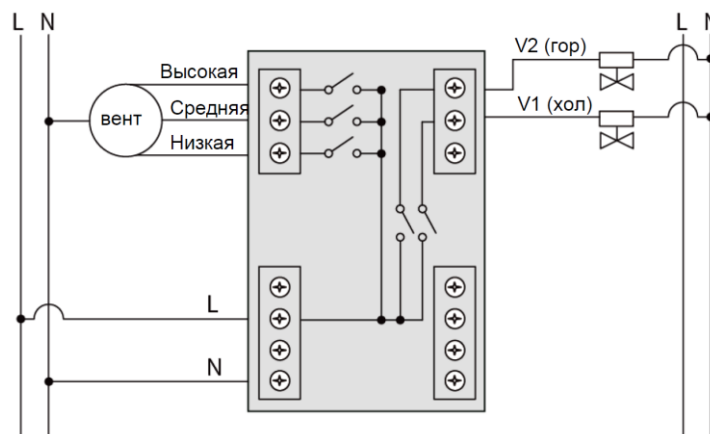 L N
L N
V2 (гор)
Высокая
Средняя
V1 (хол)
вент
Низкая
L
N